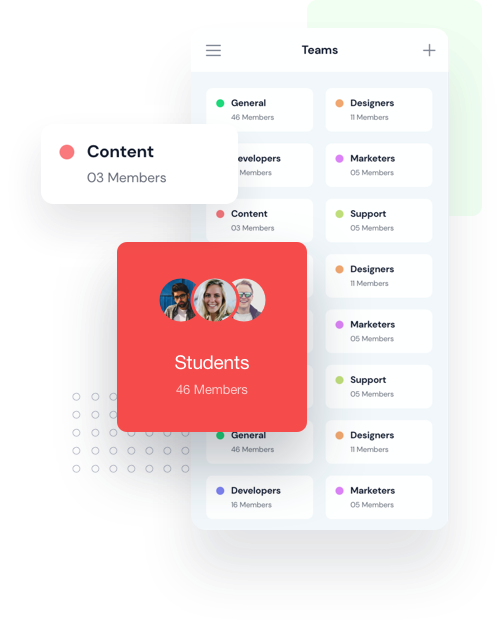 Teams
General
46 Members
Designers
11 Members
Content
03 Members
evelopers
Members
Marketers
05 Members
Content
03 Members
Support
05 Members
Designers
11 Members
Students
46 Members
Marketers
05 Members
Support
05 Members
General
46 Members
Designers
11 Members
Developers
16 Members
Marketers
05 Members